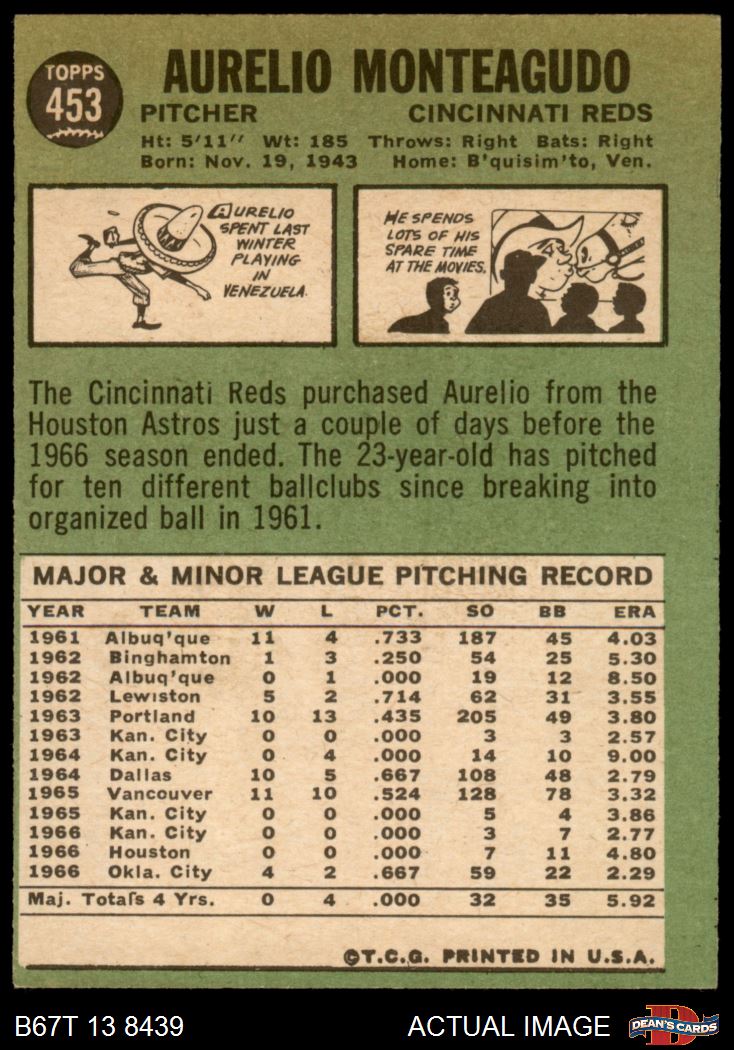 TOPPS
453
AURELIO MONTEAGUDO
PITCHER CINCINNATI REDS
Ht: 5'11" Wt: 185 Throws: Right Bats: Right
Born: Nov. 19, 1943 Home: B'quisim'to, Ven.
AURELIO
SPENT LAST
WINTER
PLAYING
IN
VENEZUELA.
HE SPENDS
LOTS OF HIS
SPARE TIME
AT THE MOVIES.
The Cincinnati Reds purchased Aurelio from the
Houston Astros just a couple of days before the
1966 season ended. The 23-year-old has pitched
for ten different ballclubs since breaking into
organized ball in 1961.
MAJOR & MINOR LEAGUE PITCHING RECORD
YEAR TEAM W L PCT. SO BB ERA
1961 Albuq'que 11 4 .733 187 45 4.03
1962 Binghamton 1 3 .250 54 25 5.30
1962 Albuq'que 0 1 .000 19 12 8.50
1962 Lewiston 5 2 .714 62 31 3.55
1963 Portland 10 13 .435 205 49 3.80
1963 Kan. City 0 0 .000 3 3 2.57
1964 Kan. City 0 4 .000 14 10 9.00
1964 Dallas 10 5 .667 108 48 2.79
1965 Vancouver 11 10 .524 128 78 3.32
1965 Kan. City 0 0 .000 5 4 3.86
1966 Kan. City 0 0 .000 3 7 2.77
1966 Houston 0 0 .000 7 11 4.80
1966 Okla. City 4 2 .667 59 22 2.29
Maj. Totals 4 Yrs. 0 4 .000 32 35 5.92
©T.C.G. PRINTED IN U.S.A.
B67T 13 8439 ACTUAL IMAGE
D
DEAN'S CARDS